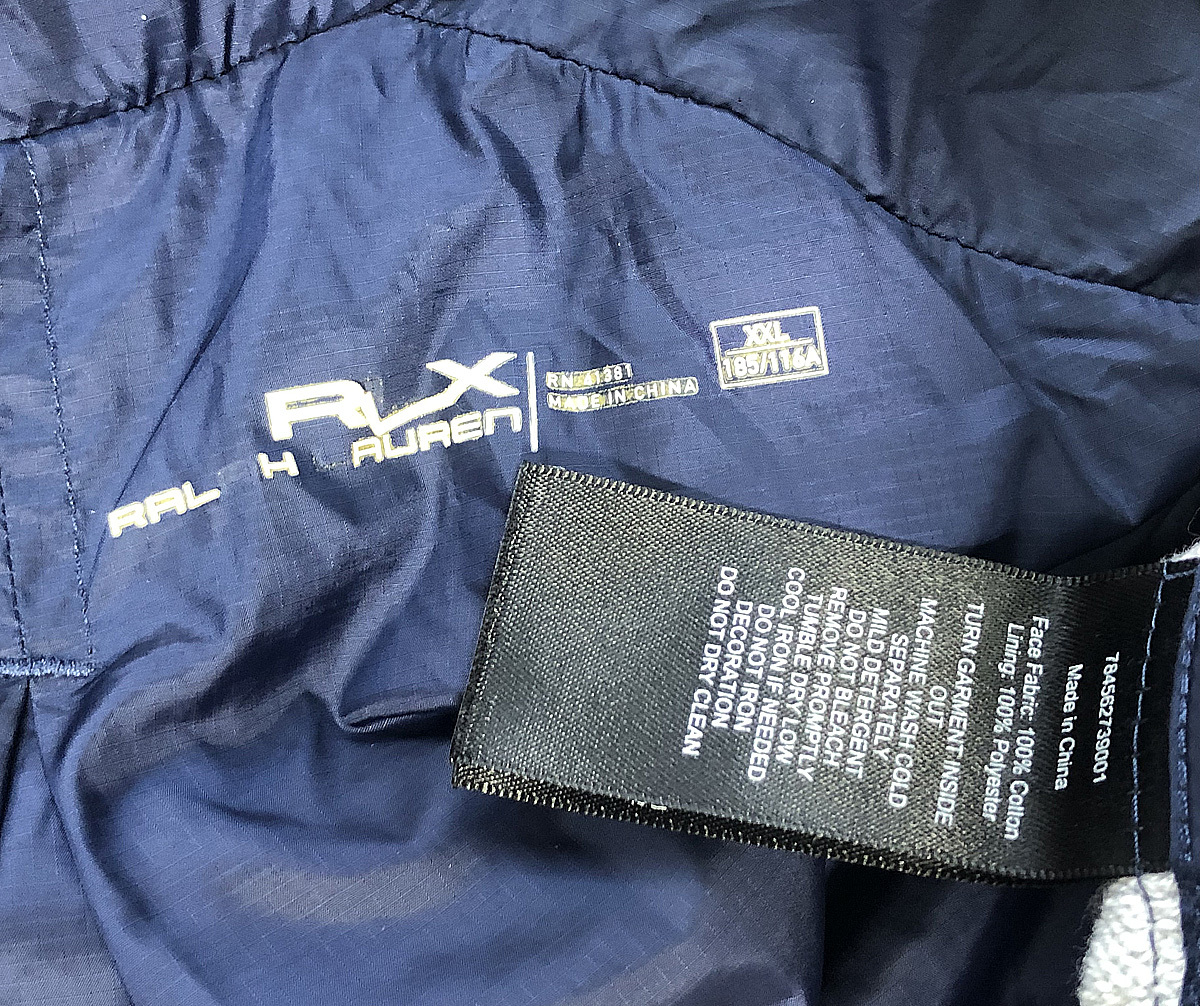 RLX
RAL H LAUREN
RN 41381
MADE IN CHINA
XXL
185/116A
784562739001
Made in China
Face Fabric: 100% Cotton
Lining: 100% Polyester
TURN GARMENT INSIDE
OUT
MACHINE WASH COLD
SEPARATELY
MILD DETERGENT
DO NOT BLEACH
REMOVE PROMPTLY
TUMBLE DRY LOW
COOL IRON IF NEEDED
DO NOT IRON
DECORATION
DO NOT DRY CLEAN